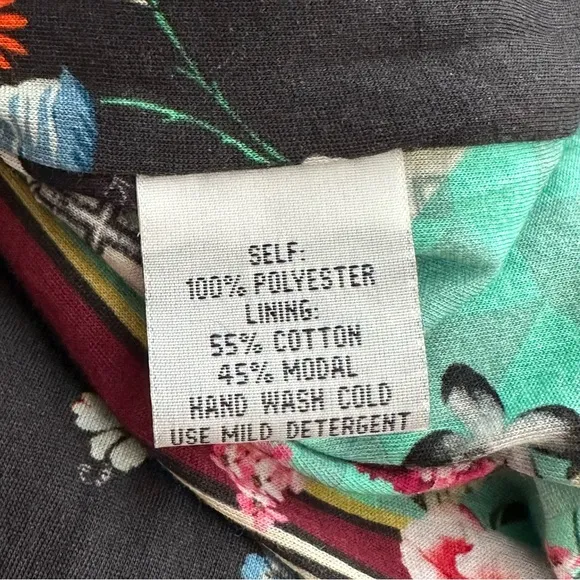 SELF:
100% POLYESTER
LINING:
55% COTTON
45% MODAL
HAND WASH COLD
USE MILD DETERGENT